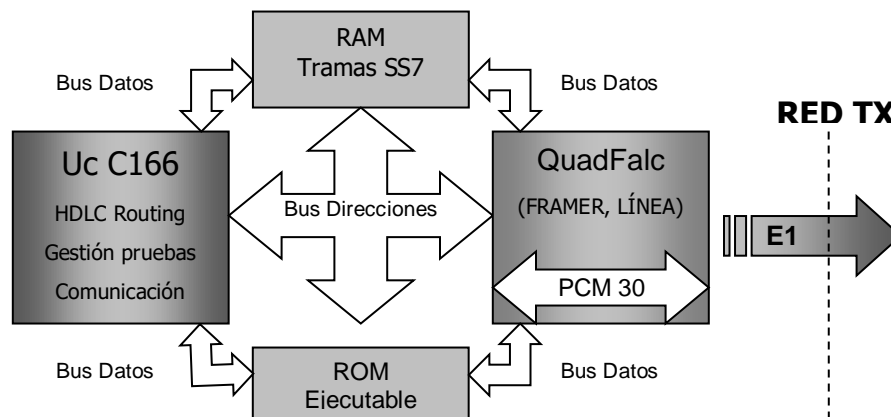 RAM
Tramas SS7
Bus Datos
Bus Datos
RED TX
Uc C166
HDLC Routing
Gestión pruebas
Comunicación
Bus Direcciones
QuadFalc
(FRAMER, LÍNEA)
PCM 30
E1
Bus Datos
Bus Datos
ROM
Ejecutable